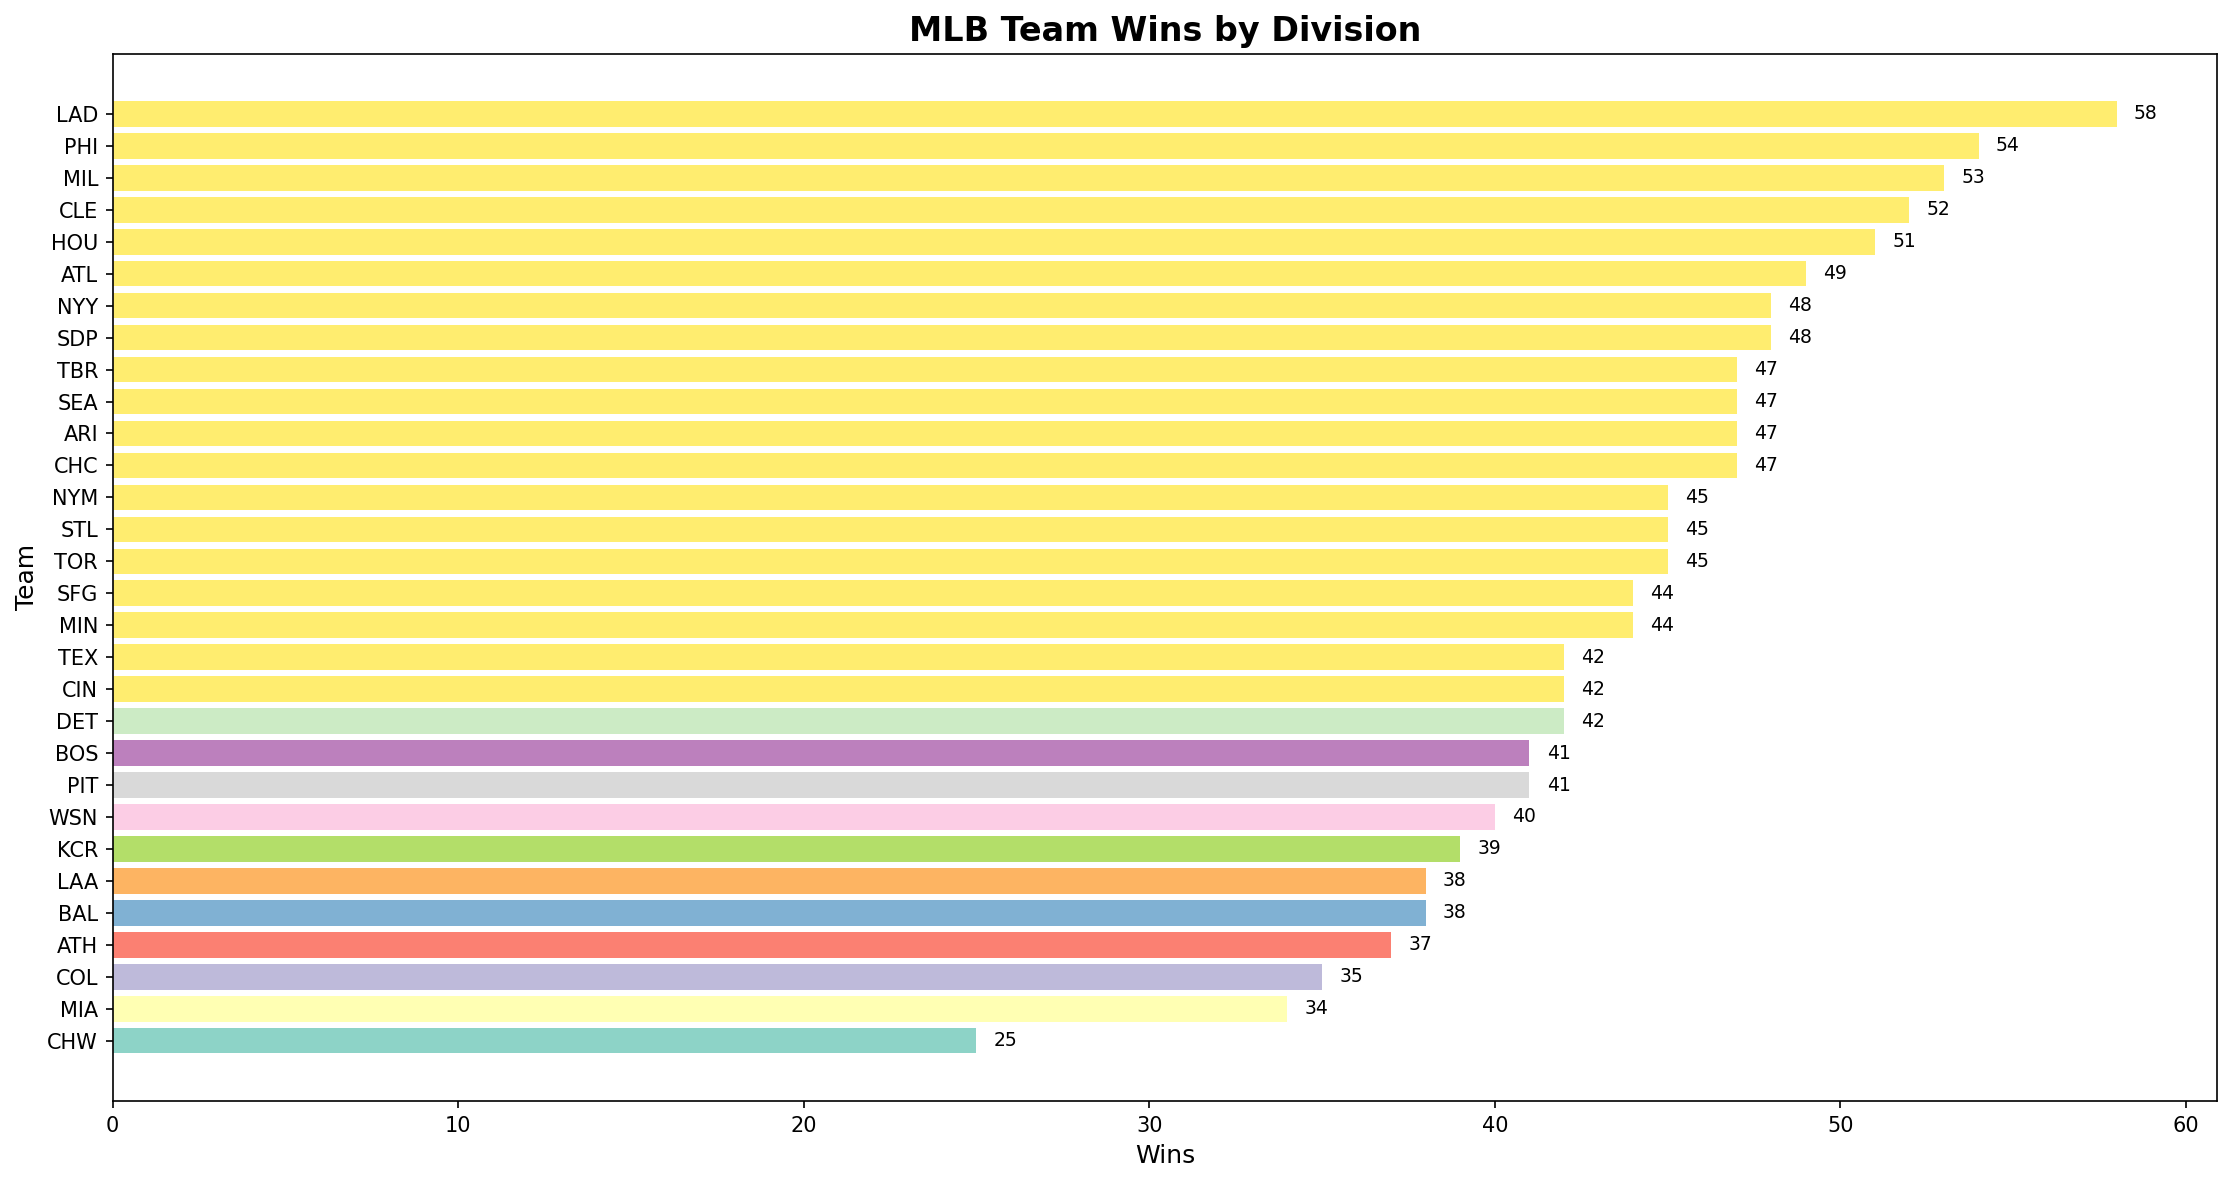 MLB Team Wins by Division
LAD 58
PHI 54
MIL 53
CLE 52
HOU 51
ATL 49
NYY 48
SDP 48
TBR 47
SEA 47
ARI 47
CHC 47
NYM 45
STL 45
TOR 45
SFG 44
MIN 44
TEX 42
CIN 42
DET 42
BOS 41
PIT 41
WSN 40
KCR 39
LAA 38
BAL 38
ATH 37
COL 35
MIA 34
CHW 25
Team
0 10 20 30 40 50 60
Wins